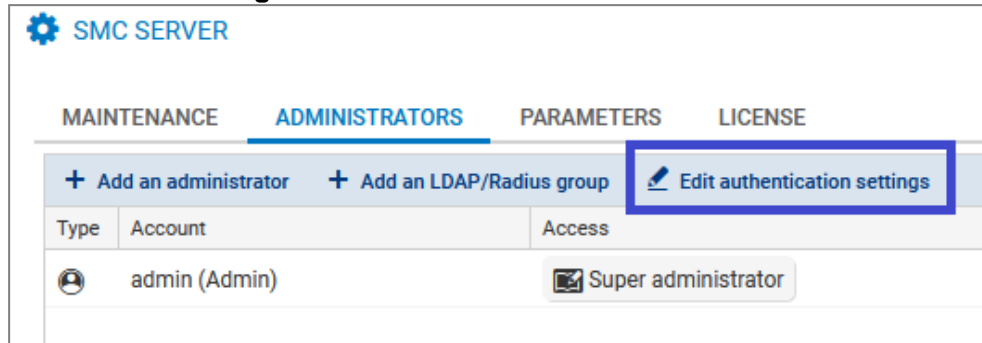 SMC SERVER
MAINTENANCE ADMINISTRATORS PARAMETERS LICENSE
+ Add an administrator + Add an LDAP/Radius group Edit authentication settings
Type Account Access
admin (Admin) Super administrator